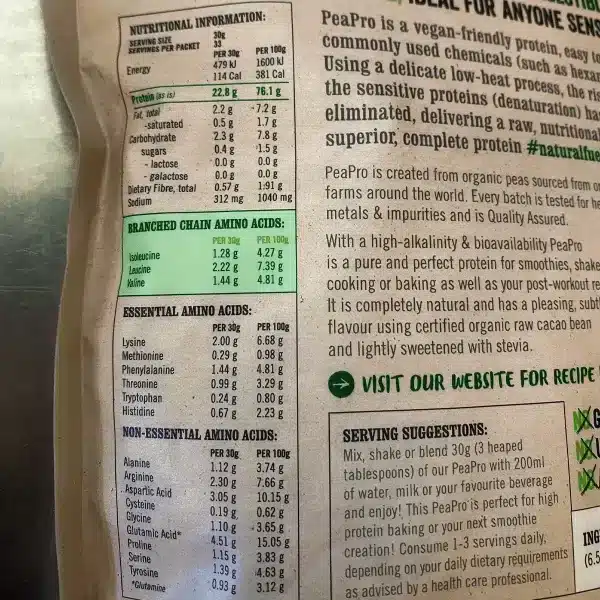 NUTRITIONAL INFORMATION:
SERVING SIZE 30g
SERVINGS PER PACKET 33
PER 30g PER 100g
Energy 479 kJ 1600 kJ
114 Cal 381 Cal
Protein (as is) 22.8 g 76.1 g
Fat, total 2.2 g 7.2 g
-saturated 0.5 g 1.7 g
Carbohydrate 2.3 g 7.8 g
sugars 0.4 g 1.5 g
- lactose 0.0 g 0.0 g
- galactose 0.0 g 0.0 g
Dietary Fibre, total 0.57 g 1.91 g
Sodium 312 mg 1040 mg
BRANCHED CHAIN AMINO ACIDS:
PER 30g PER 100g
Isoleucine 1.28 g 4.27 g
Leucine 2.22 g 7.39 g
Valine 1.44 g 4.81 g
ESSENTIAL AMINO ACIDS:
PER 30g PER 100g
Lysine 2.00 g 6.68 g
Methionine 0.29 g 0.98 g
Phenylalanine 1.44 g 4.81 g
Threonine 0.99 g 3.29 g
Tryptophan 0.24 g 0.80 g
Histidine 0.67 g 2.23 g
NON-ESSENTIAL AMINO ACIDS:
PER 30g PER 100g
Alanine 1.12 g 3.74 g
Arginine 2.30 g 7.66 g
Aspartic Acid 3.05 g 10.15 g
Cysteine 0.19 g 0.62 g
Glycine 1.10 g 3.65 g
Glutamic Acid* 4.51 g 15.05 g
Proline 1.15 g 3.83 g
Serine 1.39 g 4.63 g
Tyrosine 0.93 g 3.12 g
*Glutamine
FOR ANYONE SENS
PeaPro is a vegan-friendly protein, easy to
commonly used chemicals (such as hexan
Using a delicate low-heat process, the ris
the sensitive proteins (denaturation) has
eliminated, delivering a raw, nutritional
superior, complete protein #naturalfue
PeaPro is created from organic peas sourced from or
farms around the world. Every batch is tested for he
metals & impurities and is Quality Assured.
With a high-alkalinity & bioavailability PeaPro
is a pure and perfect protein for smoothies, shake
cooking or baking as well as your post-workout re
It is completely natural and has a pleasing, subt
flavour using certified organic raw cacao bean
and lightly sweetened with stevia.
VISIT OUR WEBSITE FOR RECIPE
SERVING SUGGESTIONS:
Mix, shake or blend 30g (3 heaped
tablespoons) of our PeaPro with 200ml
of water, milk or your favourite beverage
and enjoy! This PeaPro is perfect for high
protein baking or your next smoothie
creation! Consume 1-3 servings daily,
depending on your daily dietary requirements
as advised by a health care professional.
G
ING
(6.5